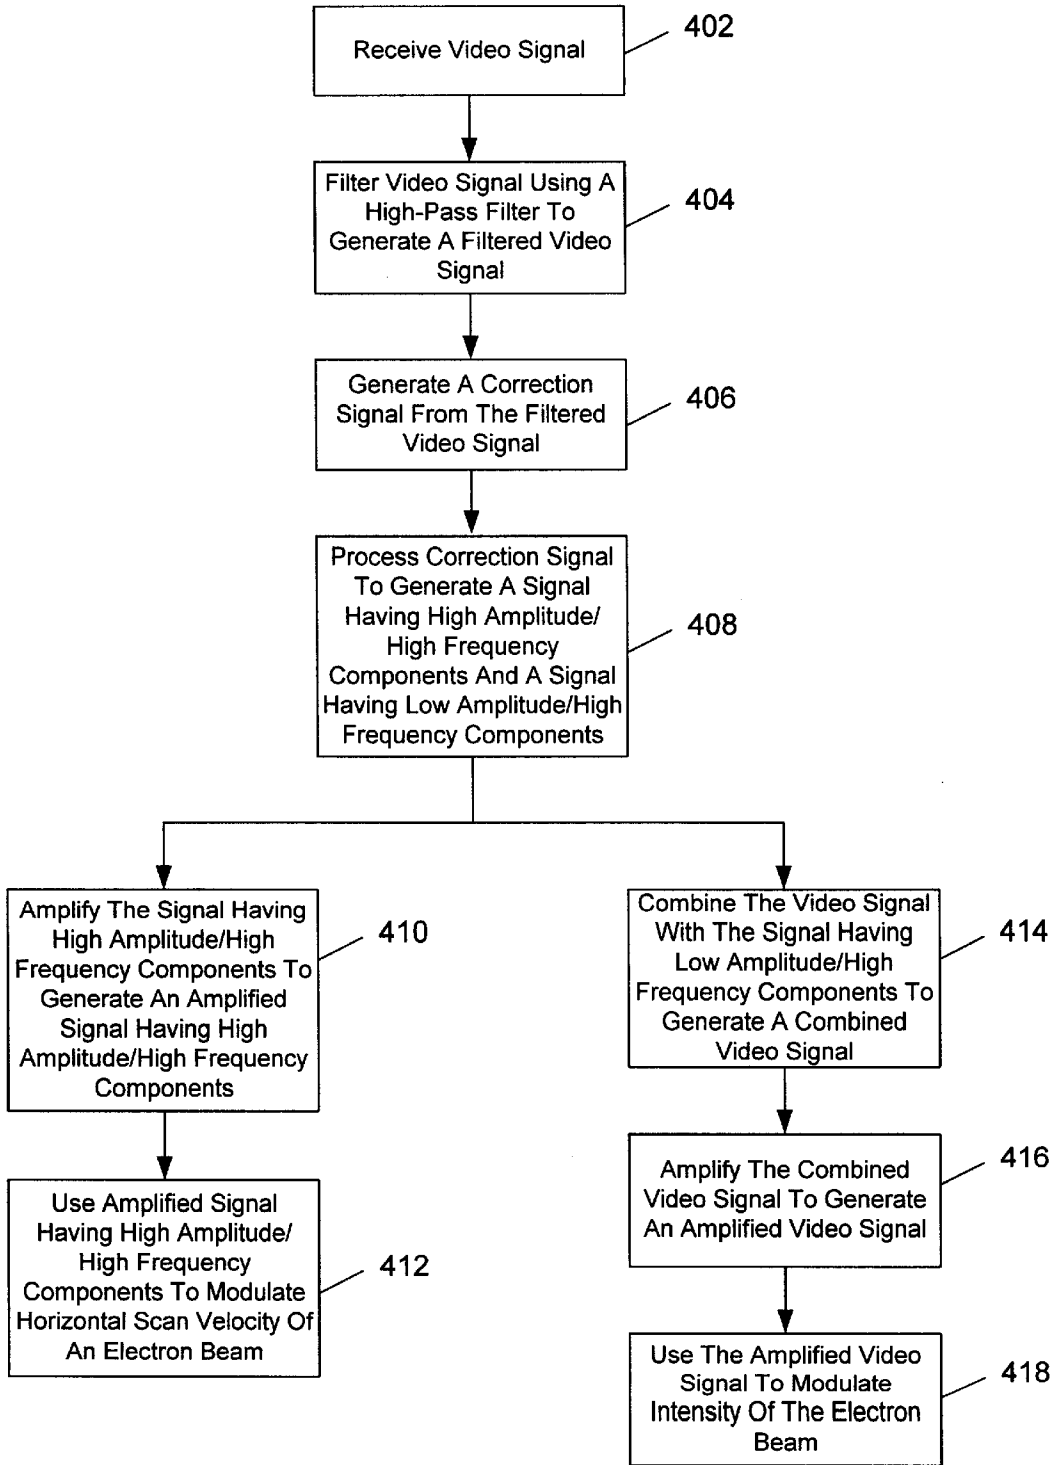 Receive Video Signal
402
Filter Video Signal Using A
High-Pass Filter To
Generate A Filtered Video
Signal
404
Generate A Correction
Signal From The Filtered
Video Signal
406
Process Correction Signal
To Generate A Signal
Having High Amplitude/
High Frequency
Components And A Signal
Having Low Amplitude/High
Frequency Components
408
Amplify The Signal Having
High Amplitude/High
Frequency Components To
Generate An Amplified
Signal Having High
Amplitude/High Frequency
Components
410
Use Amplified Signal
Having High Amplitude/
High Frequency
Components To Modulate
Horizontal Scan Velocity Of
An Electron Beam
412
Combine The Video Signal
With The Signal Having
Low Amplitude/High
Frequency Components To
Generate A Combined
Video Signal
414
Amplify The Combined
Video Signal To Generate
An Amplified Video Signal
416
Use The Amplified Video
Signal To Modulate
Intensity Of The Electron
Beam
418